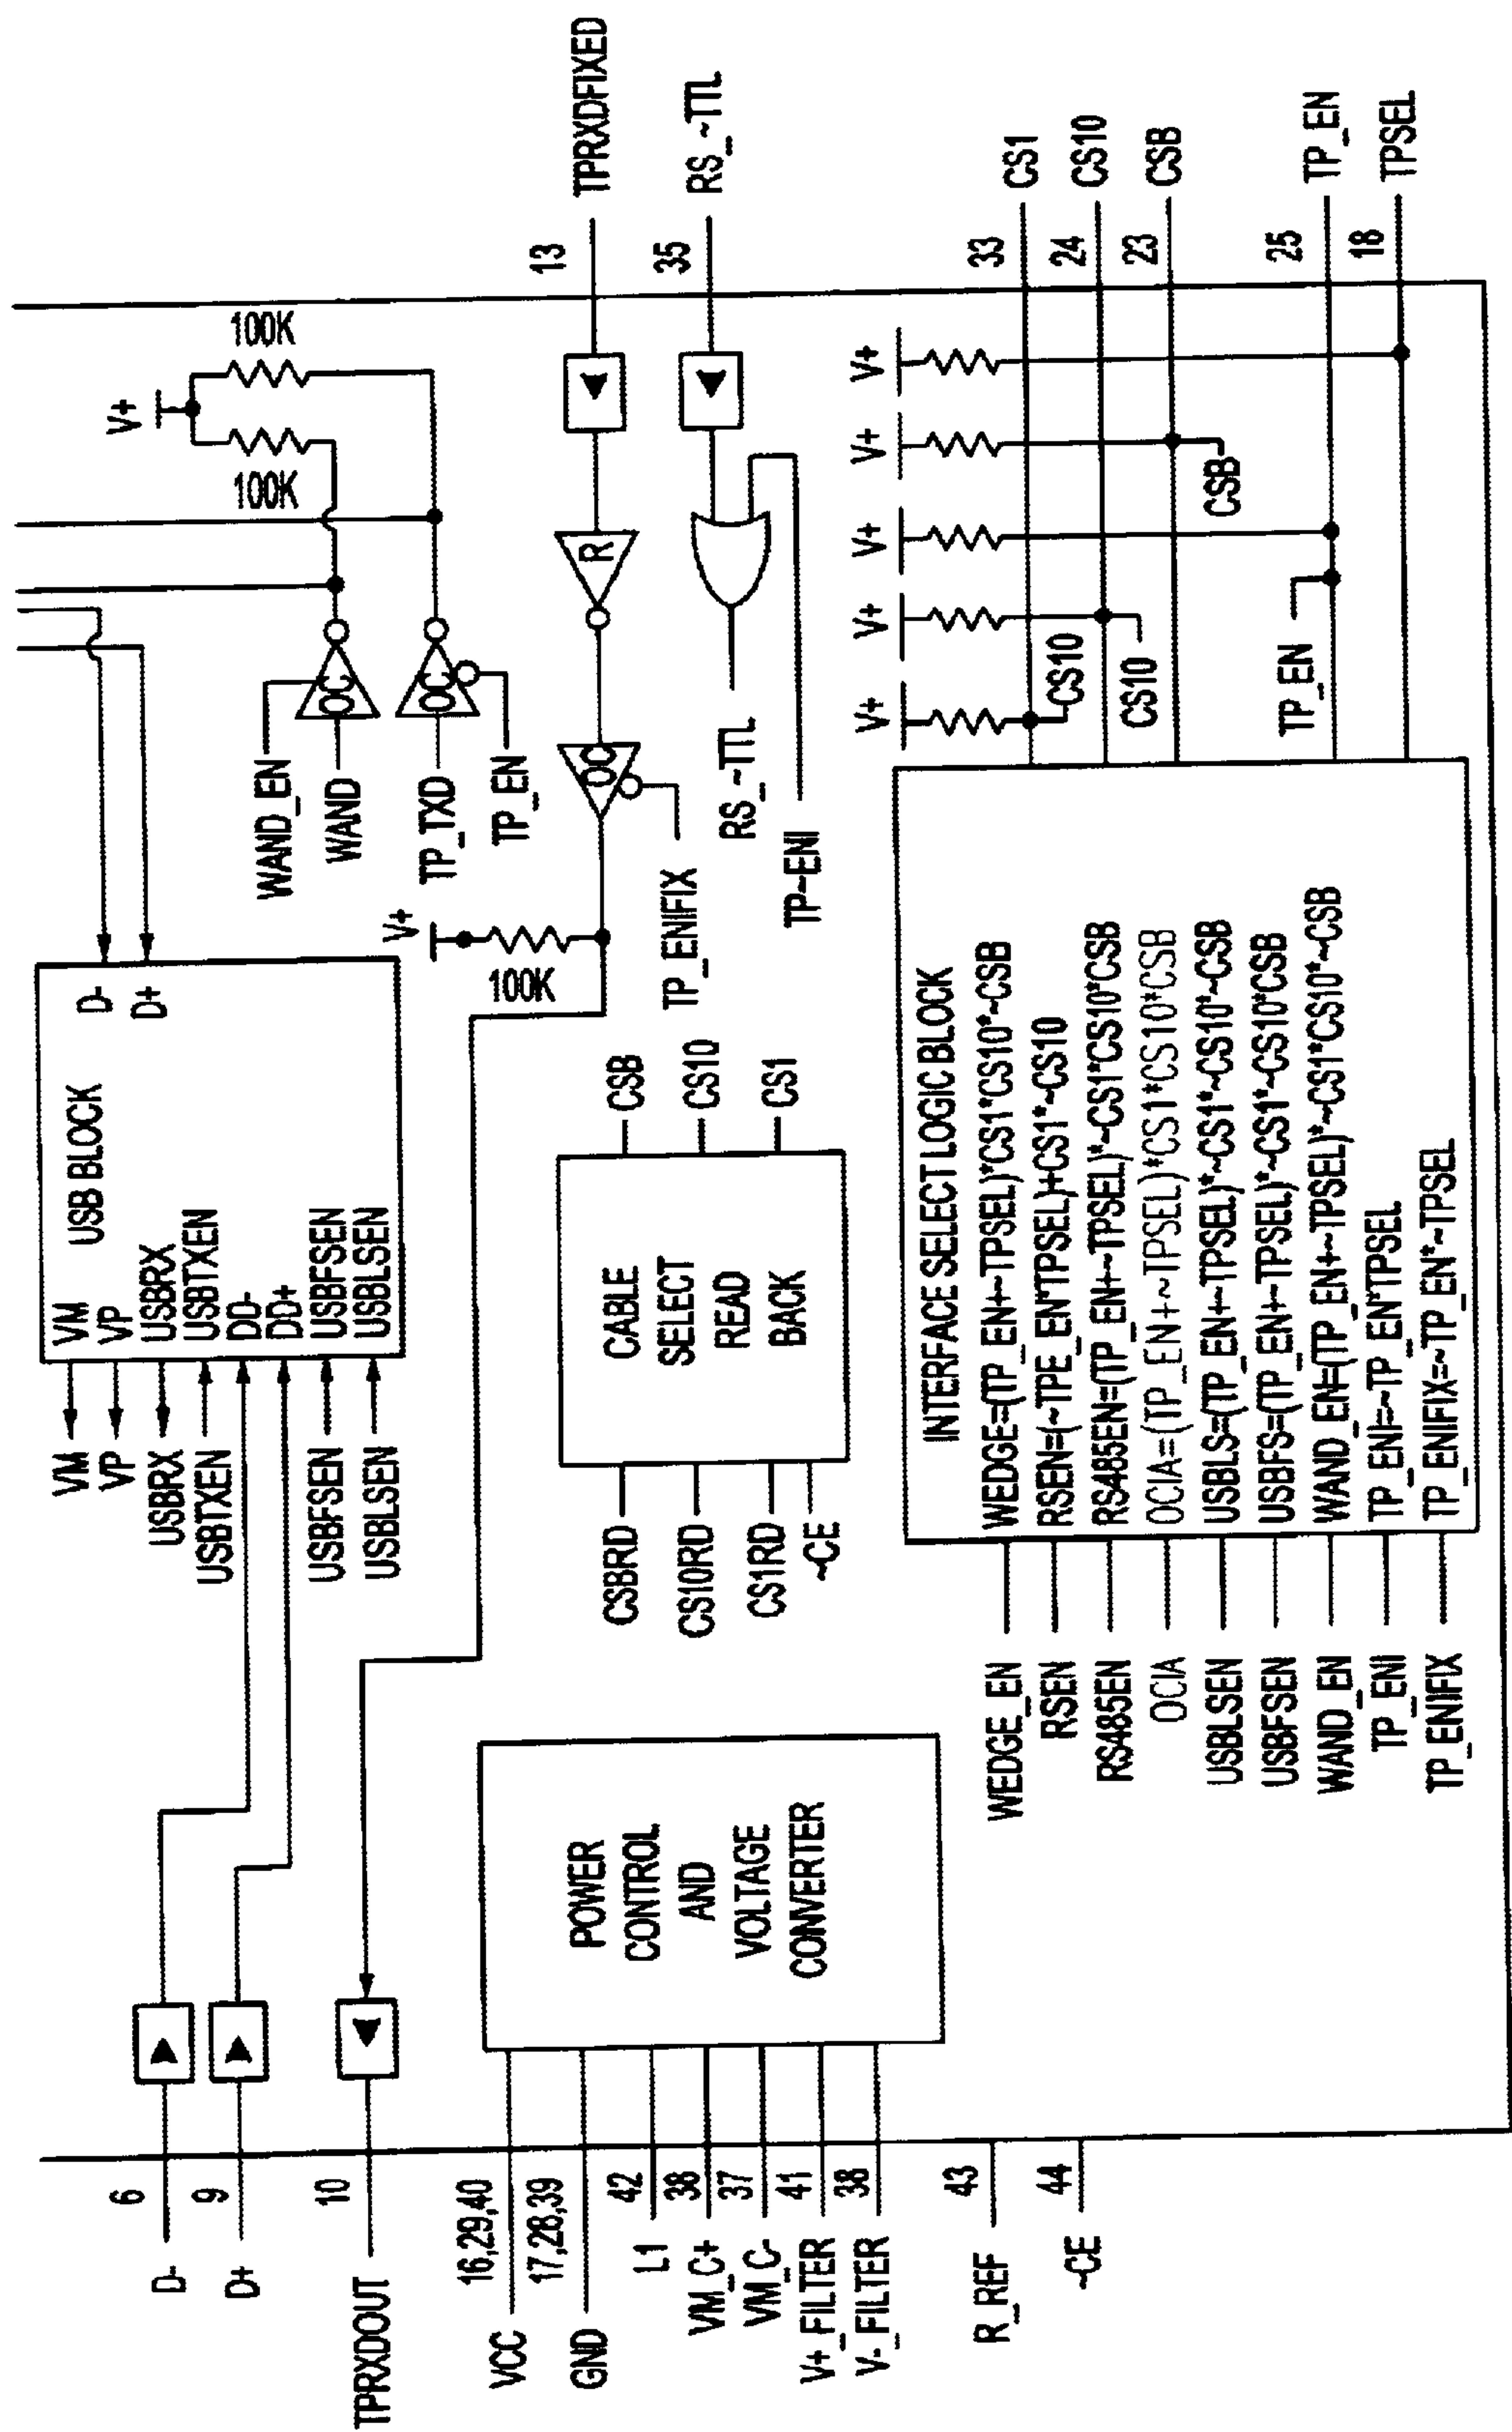 D-
6
D+
9
TPRXDOUT
10
VCC
16,29,40
GND
17,28,39
L1
42
VM_C+
36
VM_C-
37
V+_FILTER
41
V-_FILTER
38
R_REF
43
~CE
44
POWER
CONTROL
AND
VOLTAGE
CONVERTER
VM
VP
USBRX
USBTXEN
USBFSEN
USBLSEN
VM
VP
USBRX
USBTXEN
DD-
DD+
USBFSEN
USBLSEN
USB BLOCK
D-
D+
WAND_EN
WAND
TP_TXD
TP_EN
OC
OC
100K
100K
V+
V+
100K
OC
R
TP_ENIFIX
13
TPRXDFIXED
RS_~TTL
TP~ENI
35
RS_~TTL
CSBRD
CS10RD
CS1RD
~CE
CABLE
SELECT
READ
BACK
CSB
CS10
CS1
WEDGE_EN
RSEN
RS485EN
OCIA
USBLSEN
USBFSEN
WAND_EN
TP_ENI
TP_ENIFIX
INTERFACE SELECT LOGIC BLOCK
WEDGE=(TP_EN+~TPSEL)*CS1*CS10*~CSB
RSEN=(~TPE_EN*TPSEL)+CS1*~CS10
RS485EN=(TP_EN+~TPSEL)*~CS1*CS10*CSB
OCIA=(TP_EN+~TPSEL)*CS1*CS10*CSB
USBLS=(TP_EN+~TPSEL)*~CS1*~CS10*~CSB
USBFS=(TP_EN+~TPSEL)*~CS1*~CS10*CSB
WAND_EN=(TP_EN+~TPSEL)*~CS1*CS10*~CSB
TP_ENI=~TP_EN*TPSEL
TP_ENIFIX=~TP_EN*~TPSEL
V+
V+
V+
V+
V+
CS10
CS10
TP_EN
CSB
33
CS1
24
CS10
23
CSB
25
TP_EN
18
TPSEL